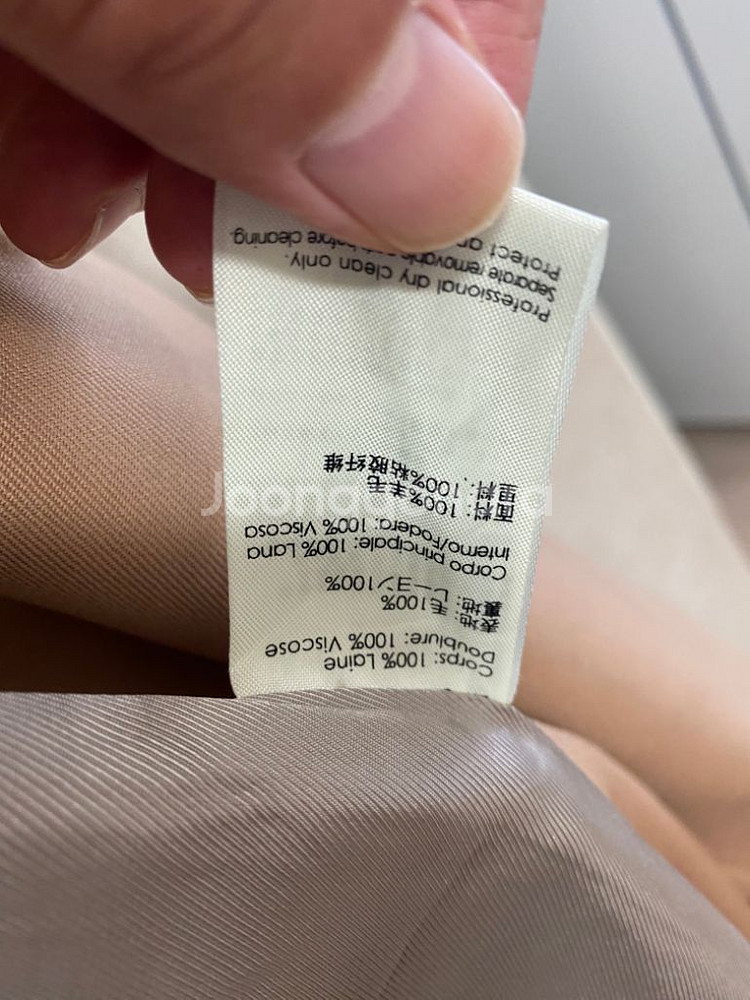 Corps: 100% Laine
Doublure: 100% Viscose
表地: 毛100%
裏地: レーヨン100%
Corpo principale: 100% Lana
Interno/Fodera: 100% Viscosa
面料: 100%羊毛
里料: 100%粘胶纤维
Professional dry clean only.
Separate removable before cleaning.
Protect